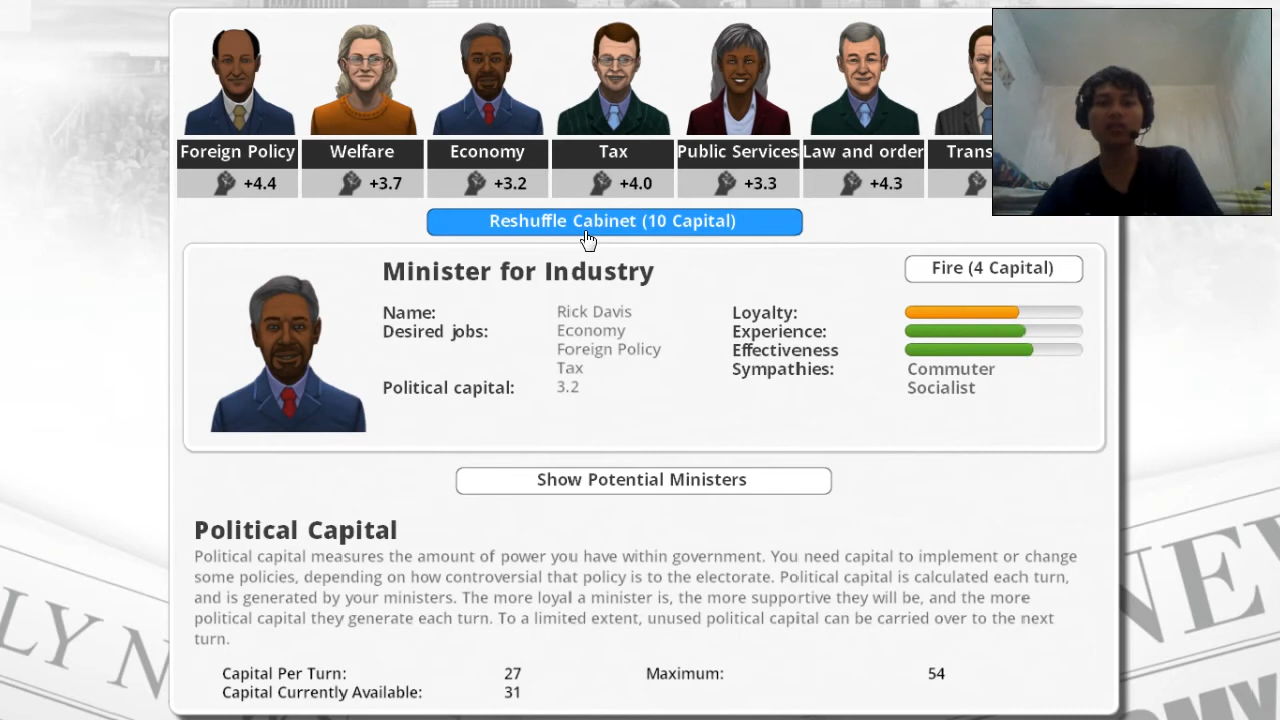 Foreign Policy Welfare Economy Tax Public Services Law and order Trans
+4.4 +3.7 +3.2 +4.0 +3.3 +4.3
Reshuffle Cabinet (10 Capital)
Minister for Industry
Fire (4 Capital)
Name: Rick Davis
Desired jobs: Economy
Foreign Policy
Tax
Political capital: 3.2
Loyalty:
Experience:
Effectiveness
Sympathies: Commuter
Socialist
Show Potential Ministers
Political Capital
Political capital measures the amount of power you have within government. You need capital to implement or change
some policies, depending on how controversial that policy is to the electorate. Political capital is calculated each turn,
and is generated by your ministers. The more loyal a minister is, the more supportive they will be, and the more
political capital they generate each turn. To a limited extent, unused political capital can be carried over to the next
turn.
Capital Per Turn: 27 Maximum: 54
Capital Currently Available: 31